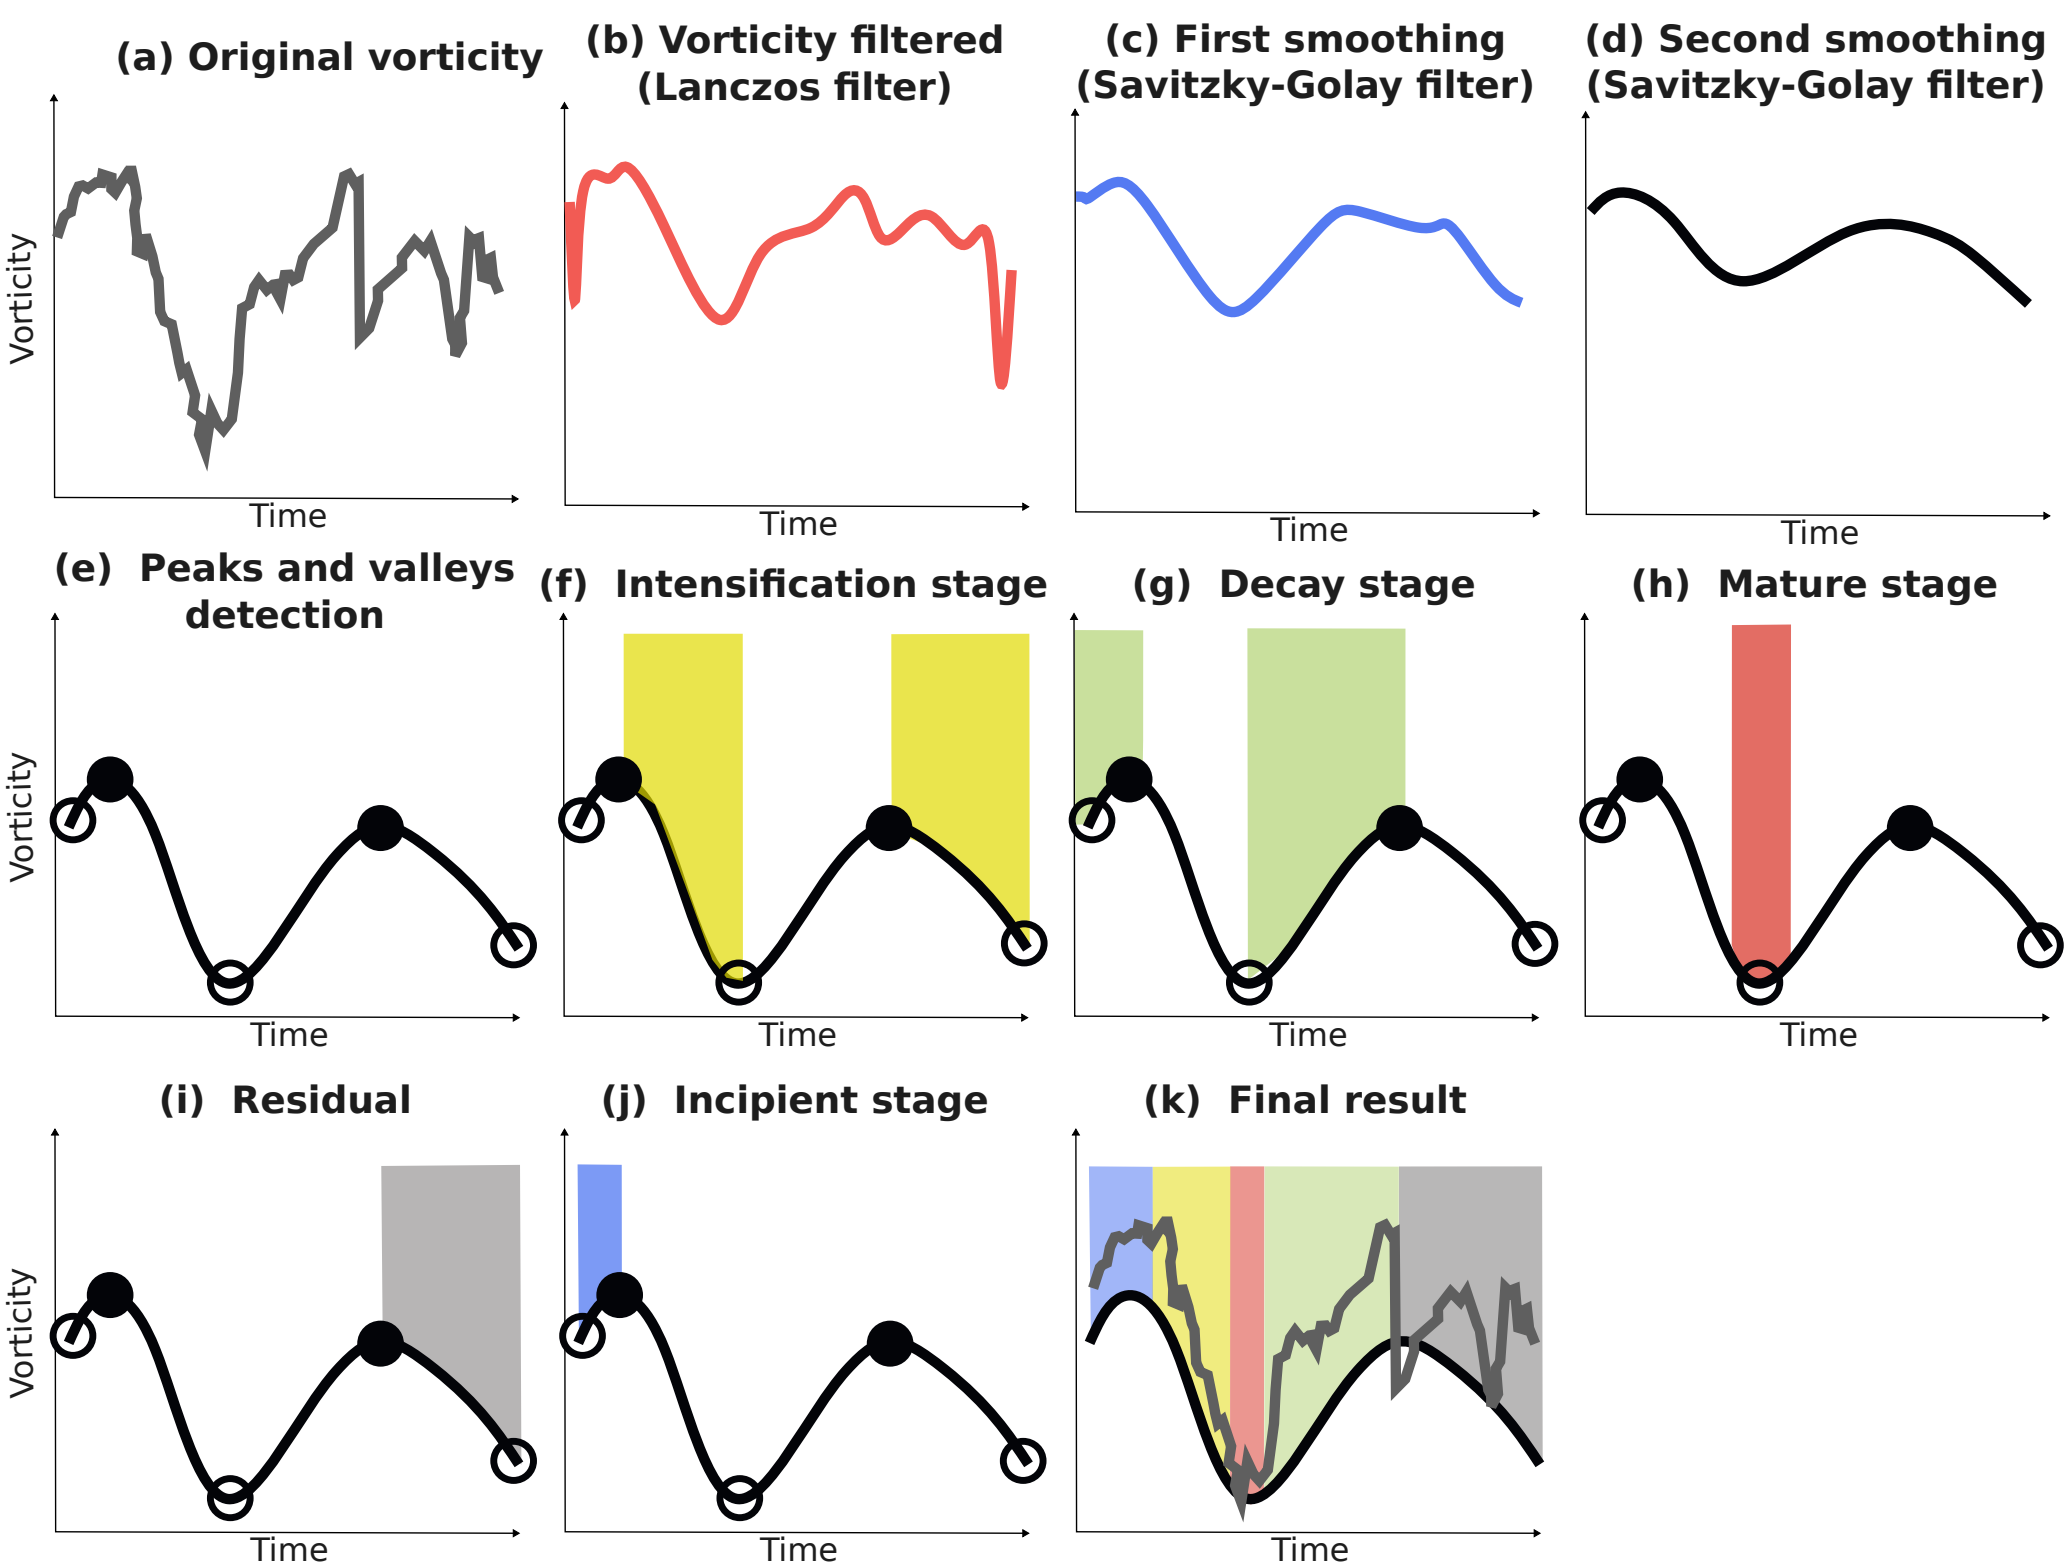 (a) Original vorticity
(b) Vorticity filtered
(Lanczos filter)
(c) First smoothing
(Savitzky-Golay filter)
(d) Second smoothing
(Savitzky-Golay filter)
Vorticity
Time
Time
Time
Time
(e) Peaks and valleys
detection
(f) Intensification stage
(g) Decay stage
(h) Mature stage
Vorticity
Time
Time
Time
Time
(i) Residual
(j) Incipient stage
(k) Final result
Vorticity
Time
Time
Time